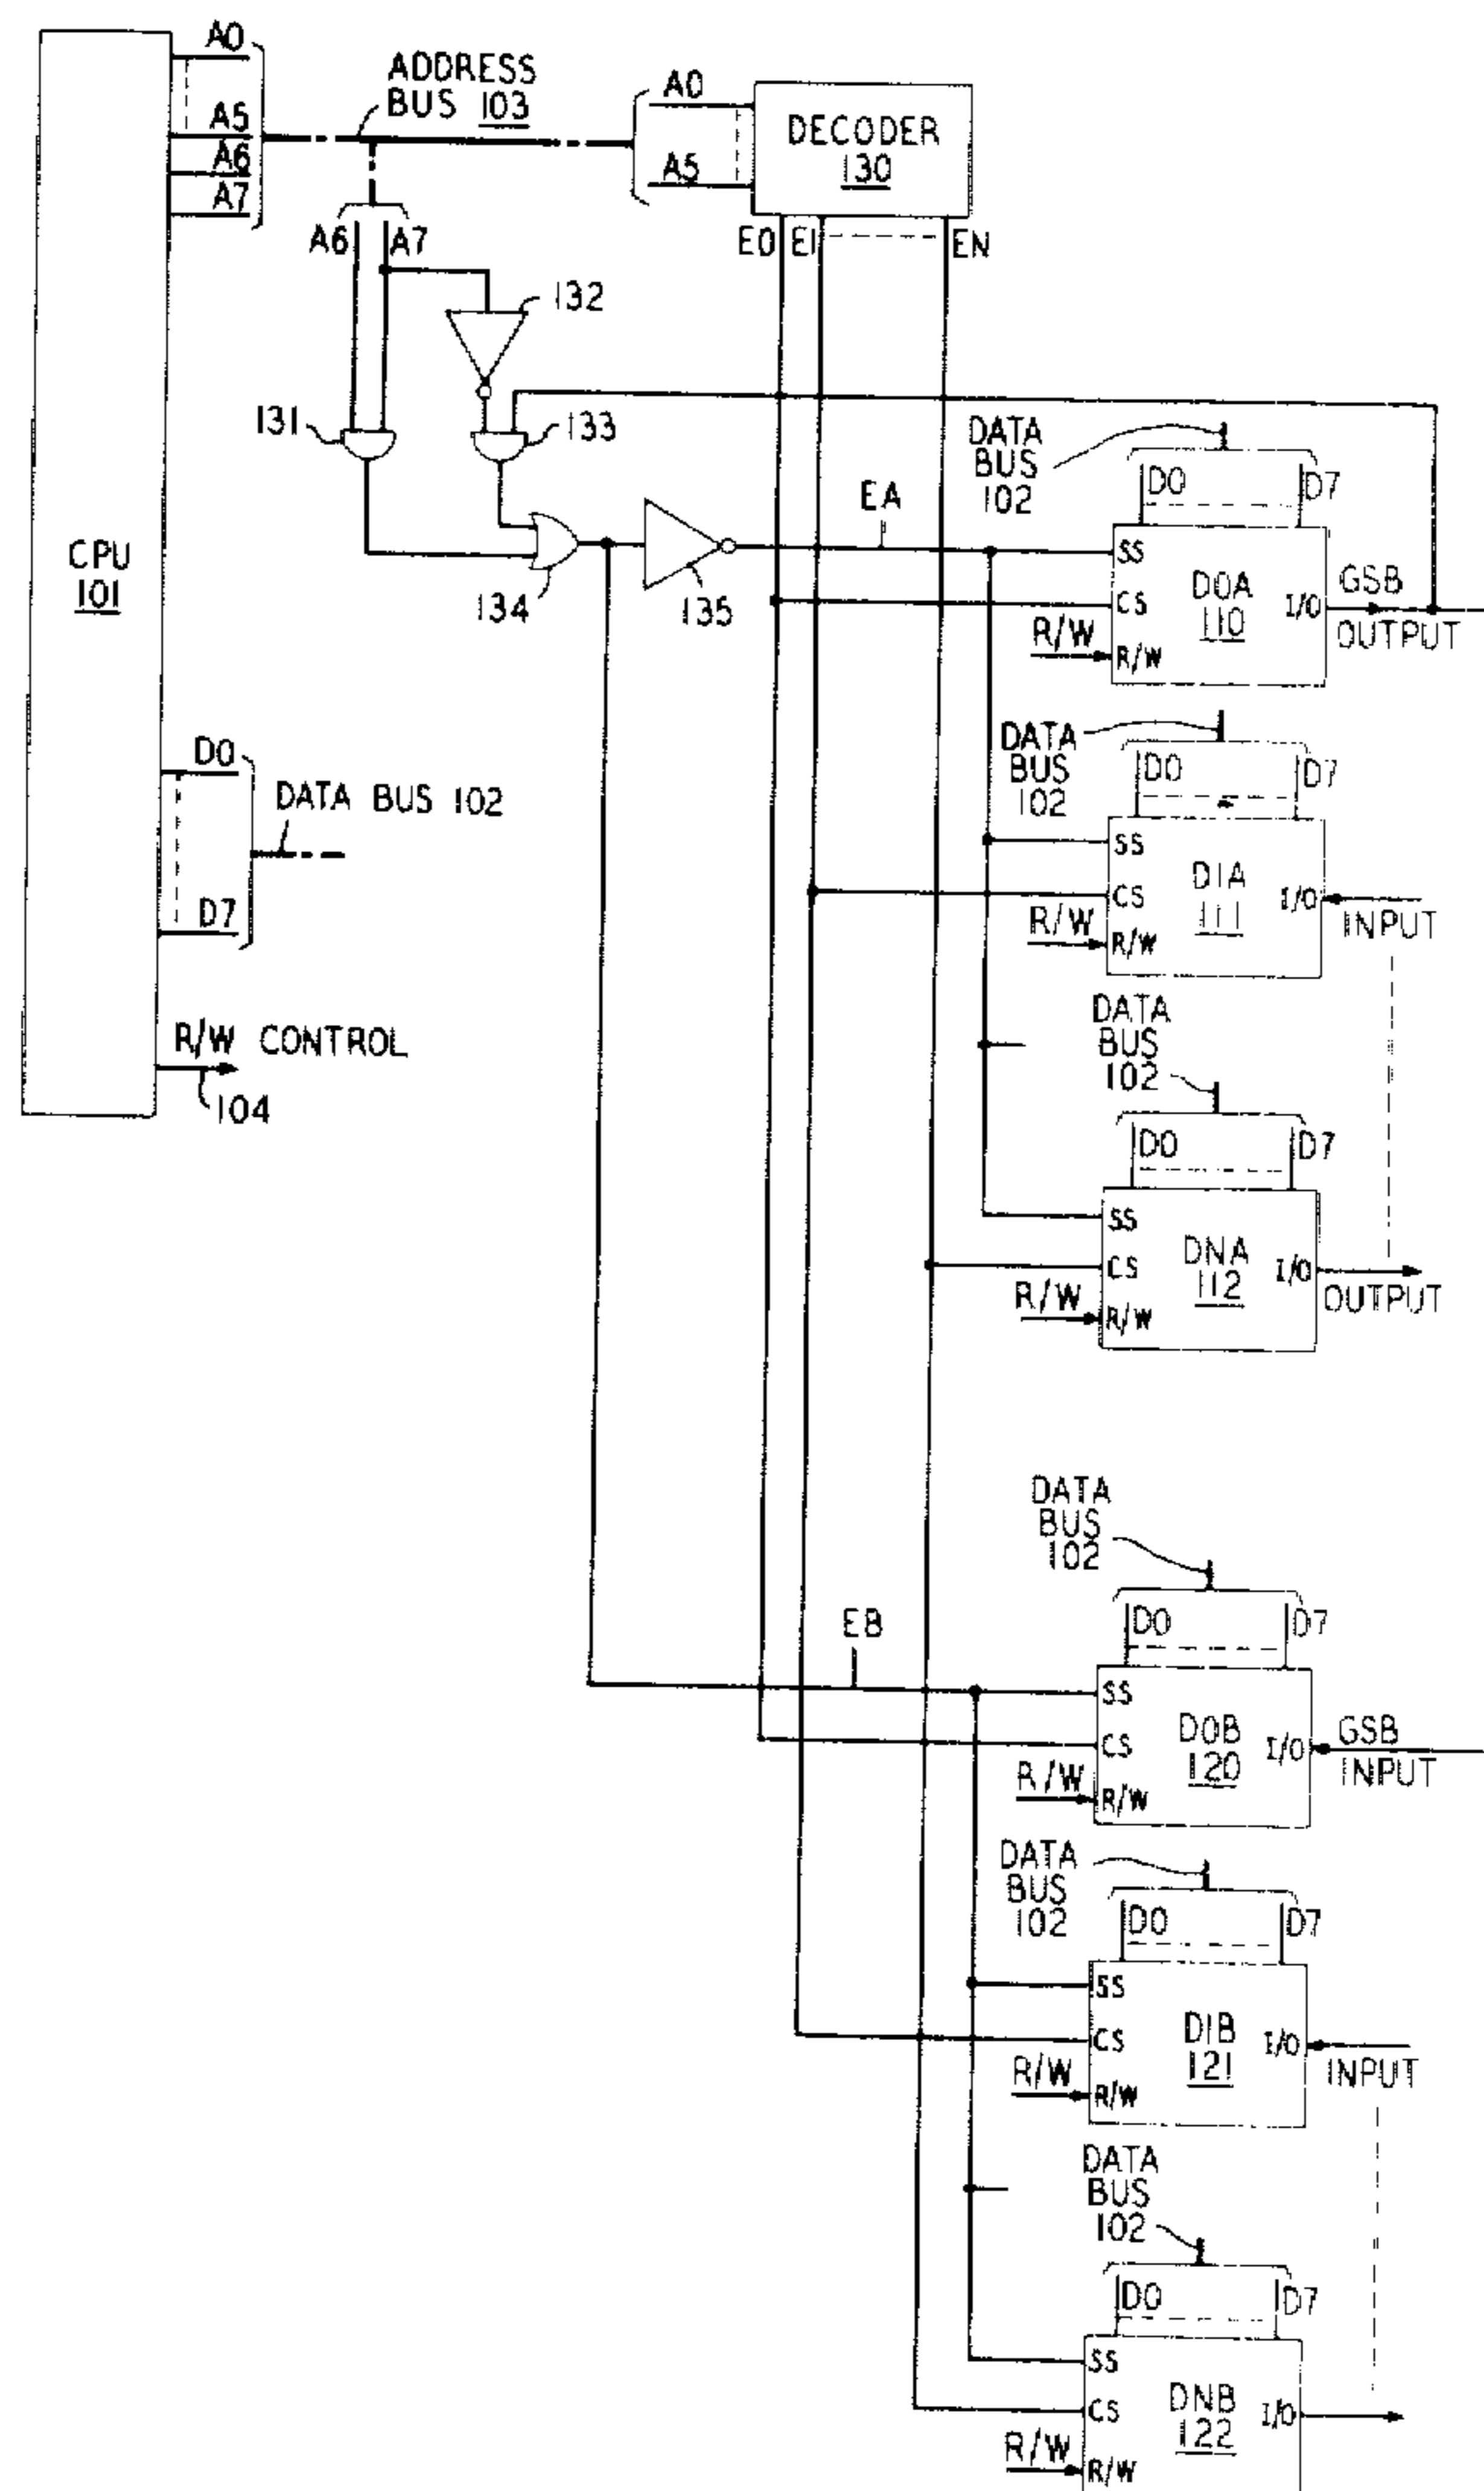 A0
A5
A6
A7
ADDRESS
BUS 103
A0
A5
DECODER
130
A6
A7
E0
E1
EN
132
131
133
DATA
BUS
102
D0
D7
EA
134
135
CPU
101
SS
CS
R/W
R/W
D0A
110
I/O
GSB
OUTPUT
DATA
BUS
102
D0
D7
D0
DATA BUS 102
D7
SS
CS
R/W
R/W
D1A
111
I/O
INPUT
R/W CONTROL
104
DATA
BUS
102
D0
D7
SS
CS
R/W
R/W
DNA
112
I/O
OUTPUT
DATA
BUS
102
D0
D7
EB
SS
CS
R/W
R/W
D0B
120
I/O
GSB
INPUT
DATA
BUS
102
D0
D7
SS
CS
R/W
R/W
D1B
121
I/O
INPUT
DATA
BUS
102
D0
D7
SS
CS
R/W
R/W
DNB
122
I/O